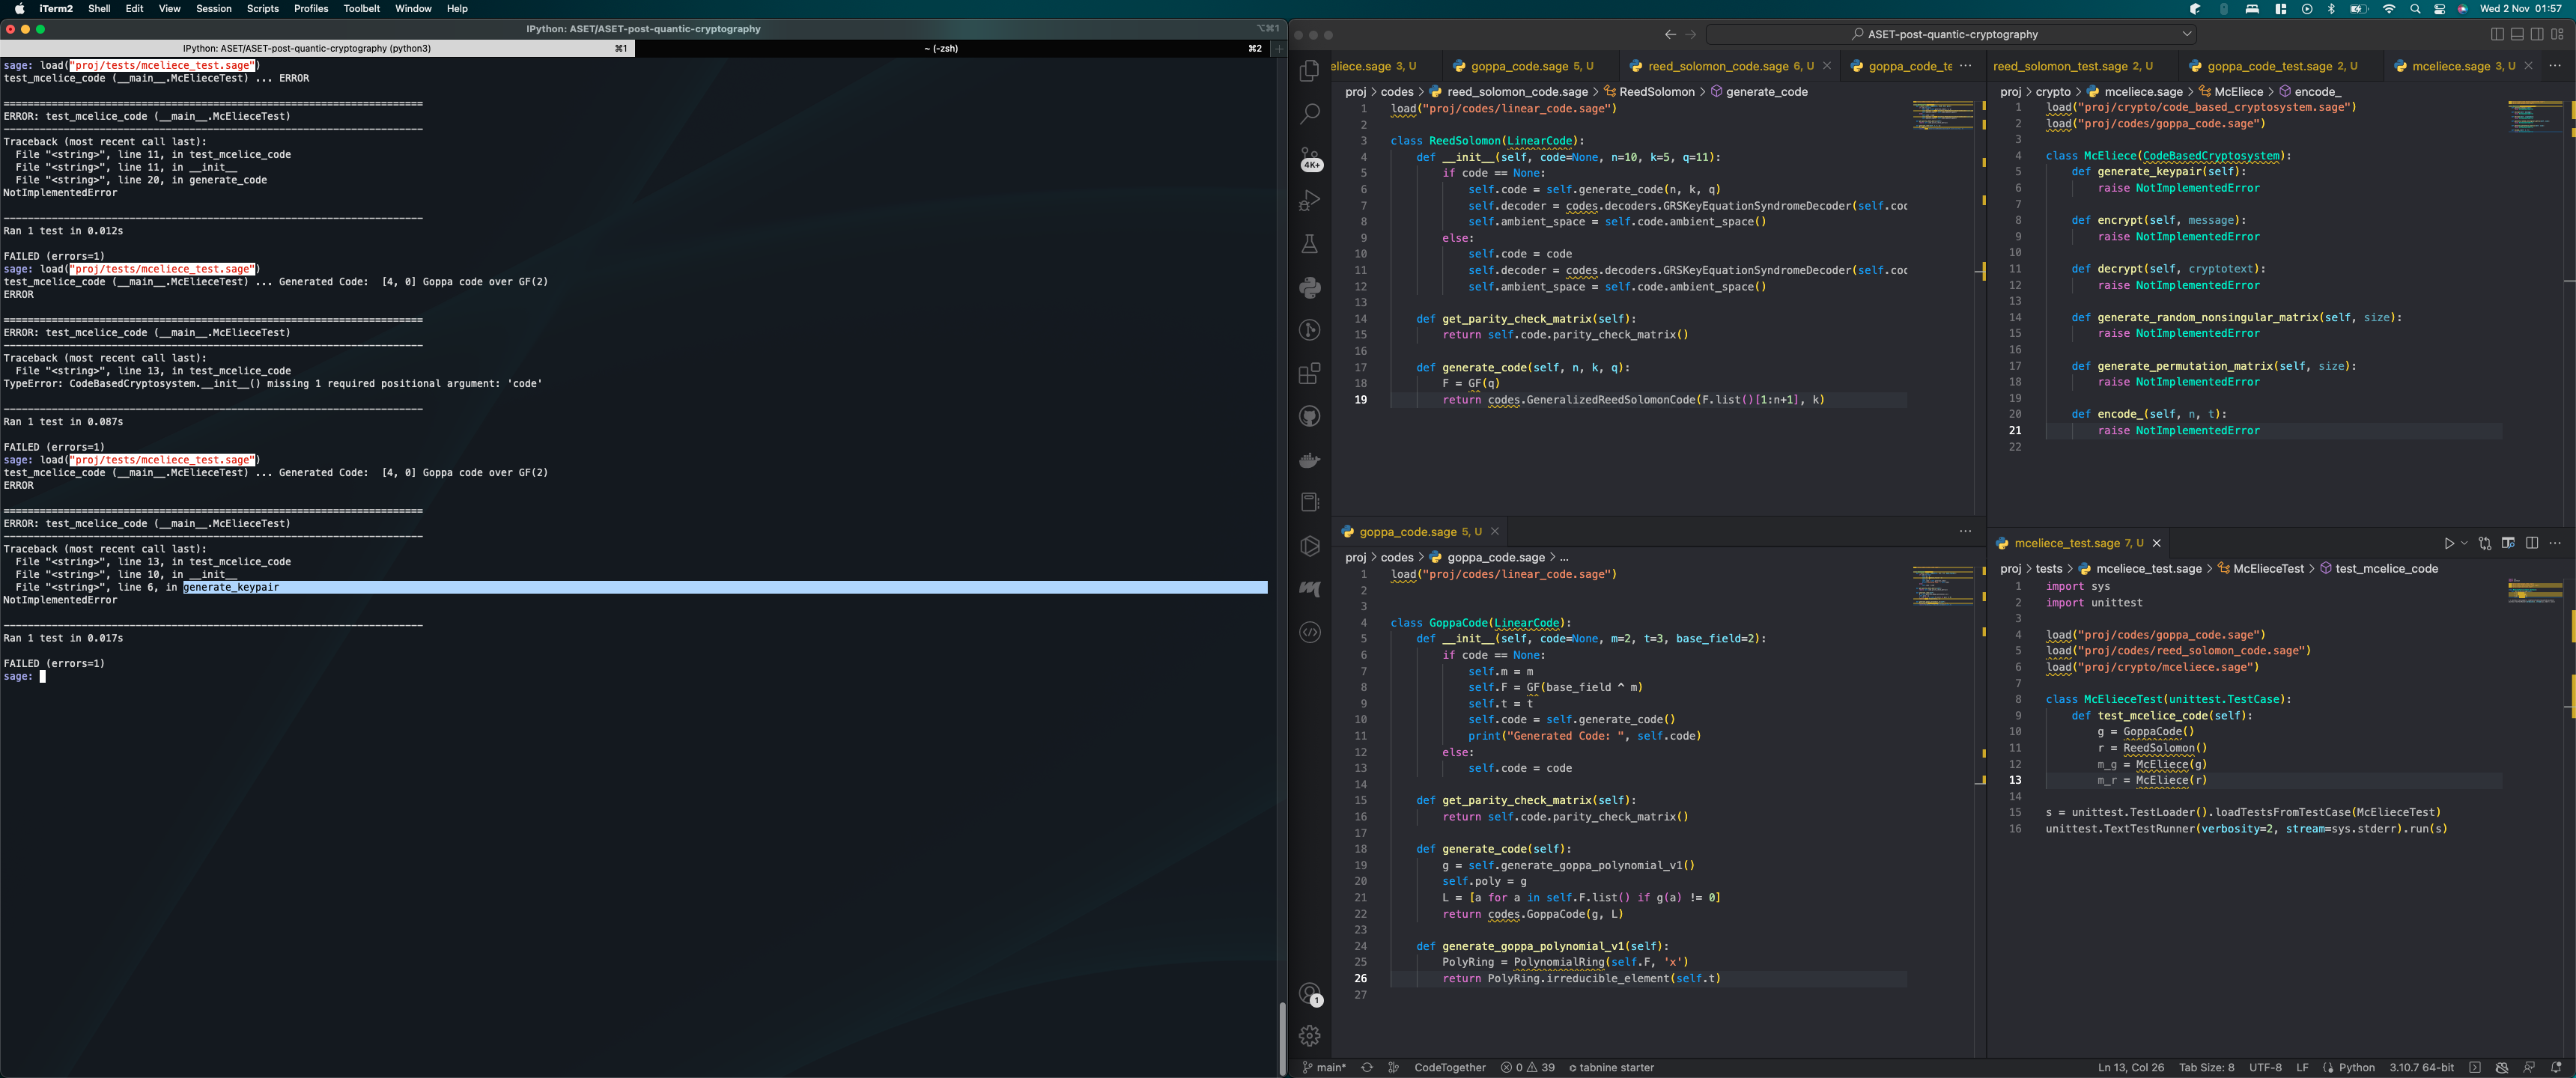 iTerm2 Shell Edit View Session Scripts Profiles Toolbelt Window Help
Wed 2 Nov 01:57
IPython: ASET/ASET-post-quantic-cryptography
⌥⌘1
IPython: ASET/ASET-post-quantic-cryptography (python3) ⌘1
~ (-zsh) ⌘2
sage: load("proj/tests/mceliece_test.sage")
test_mcelice_code (__main__.McElieceTest) ... ERROR
======================================================================
ERROR: test_mcelice_code (__main__.McElieceTest)
----------------------------------------------------------------------
Traceback (most recent call last):
  File "<string>", line 11, in test_mcelice_code
  File "<string>", line 11, in __init__
  File "<string>", line 20, in generate_code
NotImplementedError
----------------------------------------------------------------------
Ran 1 test in 0.012s
FAILED (errors=1)
sage: load("proj/tests/mceliece_test.sage")
test_mcelice_code (__main__.McElieceTest) ... Generated Code:  [4, 0] Goppa code over GF(2)
ERROR
======================================================================
ERROR: test_mcelice_code (__main__.McElieceTest)
----------------------------------------------------------------------
Traceback (most recent call last):
  File "<string>", line 13, in test_mcelice_code
TypeError: CodeBasedCryptosystem.__init__() missing 1 required positional argument: 'code'
----------------------------------------------------------------------
Ran 1 test in 0.087s
FAILED (errors=1)
sage: load("proj/tests/mceliece_test.sage")
test_mcelice_code (__main__.McElieceTest) ... Generated Code:  [4, 0] Goppa code over GF(2)
ERROR
======================================================================
ERROR: test_mcelice_code (__main__.McElieceTest)
----------------------------------------------------------------------
Traceback (most recent call last):
  File "<string>", line 13, in test_mcelice_code
  File "<string>", line 10, in __init__
  File "<string>", line 6, in generate_keypair
NotImplementedError
----------------------------------------------------------------------
Ran 1 test in 0.017s
FAILED (errors=1)
sage:
ASET-post-quantic-cryptography
4K+
1
eliece.sage 3, U
goppa_code.sage 5, U
reed_solomon_code.sage 6, U
goppa_code_te
proj > codes > reed_solomon_code.sage > ReedSolomon > generate_code
1 load("proj/codes/linear_code.sage")
2
3 class ReedSolomon(LinearCode):
4     def __init__(self, code=None, n=10, k=5, q=11):
5         if code == None:
6             self.code = self.generate_code(n, k, q)
7             self.decoder = codes.decoders.GRSKeyEquationSyndromeDecoder(self.coc
8             self.ambient_space = self.code.ambient_space()
9         else:
10             self.code = code
11             self.decoder = codes.decoders.GRSKeyEquationSyndromeDecoder(self.coc
12             self.ambient_space = self.code.ambient_space()
13
14     def get_parity_check_matrix(self):
15         return self.code.parity_check_matrix()
16
17     def generate_code(self, n, k, q):
18         F = GF(q)
19         return codes.GeneralizedReedSolomonCode(F.list()[1:n+1], k)
goppa_code.sage 5, U
proj > codes > goppa_code.sage > ...
1 load("proj/codes/linear_code.sage")
2
3
4 class GoppaCode(LinearCode):
5     def __init__(self, code=None, m=2, t=3, base_field=2):
6         if code == None:
7             self.m = m
8             self.F = GF(base_field ^ m)
9             self.t = t
10             self.code = self.generate_code()
11             print("Generated Code: ", self.code)
12         else:
13             self.code = code
14
15     def get_parity_check_matrix(self):
16         return self.code.parity_check_matrix()
17
18     def generate_code(self):
19         g = self.generate_goppa_polynomial_v1()
20         self.poly = g
21         L = [a for a in self.F.list() if g(a) != 0]
22         return codes.GoppaCode(g, L)
23
24     def generate_goppa_polynomial_v1(self):
25         PolyRing = PolynomialRing(self.F, 'x')
26         return PolyRing.irreducible_element(self.t)
27
reed_solomon_test.sage 2, U
goppa_code_test.sage 2, U
mceliece.sage 3, U
proj > crypto > mceliece.sage > McEliece > encode_
1 load("proj/crypto/code_based_cryptosystem.sage")
2 load("proj/codes/goppa_code.sage")
3
4 class McEliece(CodeBasedCryptosystem):
5     def generate_keypair(self):
6         raise NotImplementedError
7
8     def encrypt(self, message):
9         raise NotImplementedError
10
11     def decrypt(self, cryptotext):
12         raise NotImplementedError
13
14     def generate_random_nonsingular_matrix(self, size):
15         raise NotImplementedError
16
17     def generate_permutation_matrix(self, size):
18         raise NotImplementedError
19
20     def encode_(self, n, t):
21         raise NotImplementedError
22
mceliece_test.sage 7, U
proj > tests > mceliece_test.sage > McElieceTest > test_mcelice_code
1 import sys
2 import unittest
3
4 load("proj/codes/goppa_code.sage")
5 load("proj/codes/reed_solomon_code.sage")
6 load("proj/crypto/mceliece.sage")
7
8 class McElieceTest(unittest.TestCase):
9     def test_mcelice_code(self):
10         g = GoppaCode()
11         r = ReedSolomon()
12         m_g = McEliece(g)
13         m_r = McEliece(r)
14
15 s = unittest.TestLoader().loadTestsFromTestCase(McElieceTest)
16 unittest.TextTestRunner(verbosity=2, stream=sys.stderr).run(s)
main* CodeTogether 0 39 tabnine starter
Ln 13, Col 26 Tab Size: 8 UTF-8 LF Python 3.10.7 64-bit